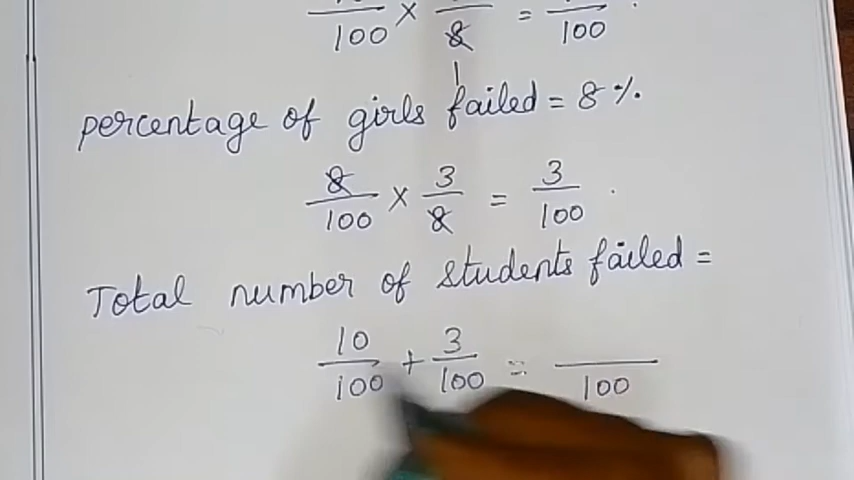 /100 × /8 = /100 .
percentage of girls failed = 8 %.
8/100 × 3/8 = 3/100 .
Total number of students failed =
10/100 + 3/100 = /100